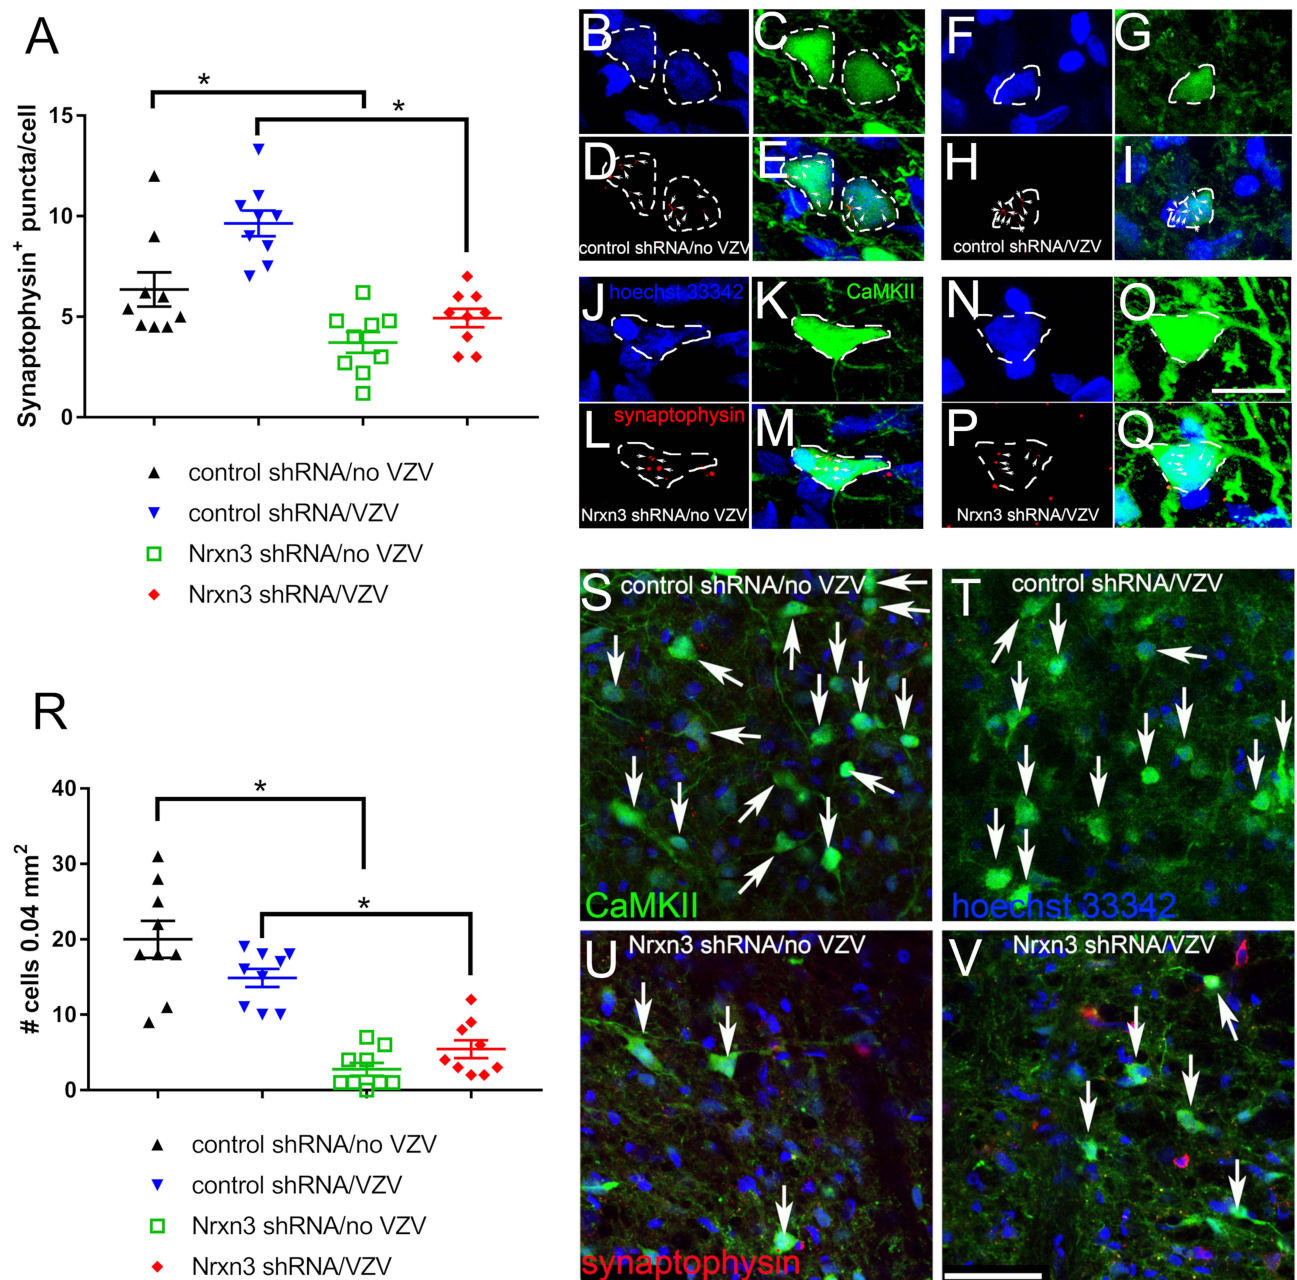 A
*
*
15
10
5
0
Synaptophysin⁺ puncta/cell
control shRNA/no VZV
control shRNA/VZV
Nrxn3 shRNA/no VZV
Nrxn3 shRNA/VZV
B
C
D
E
control shRNA/no VZV
F
G
H
I
control shRNA/VZV
J
hoechst 33342
K
CaMKII
L
synaptophysin
M
Nrxn3 shRNA/no VZV
N
O
P
Q
Nrxn3 shRNA/VZV
R
*
*
40
30
20
10
0
# cells 0.04 mm²
control shRNA/no VZV
control shRNA/VZV
Nrxn3 shRNA/no VZV
Nrxn3 shRNA/VZV
S
control shRNA/no VZV
CaMKII
T
control shRNA/VZV
hoechst 33342
U
Nrxn3 shRNA/no VZV
synaptophysin
V
Nrxn3 shRNA/VZV